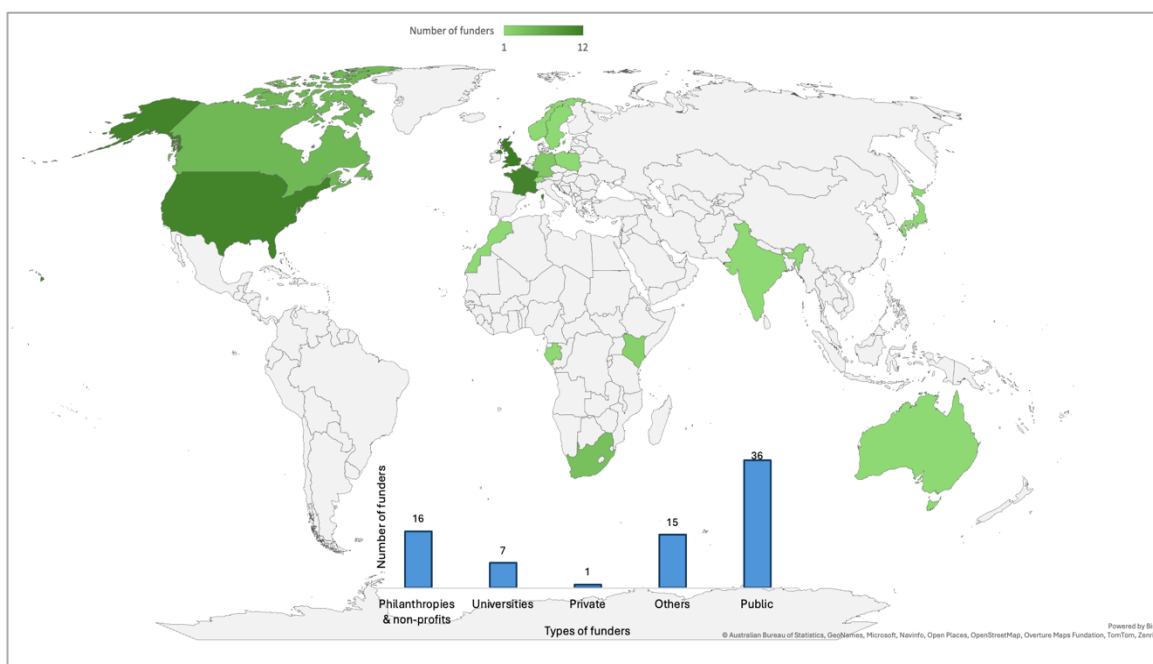 Number of funders
1 12
Number of funders
36
16
15
7
1
Philanthropies & non-profits
Universities
Private
Others
Public
Types of funders
Powered by
© Australian Bureau of Statistics, GeoNames, Microsoft, Navinfo, Open Places, OpenStreetMap, Overture Maps Fundation, TomTom,